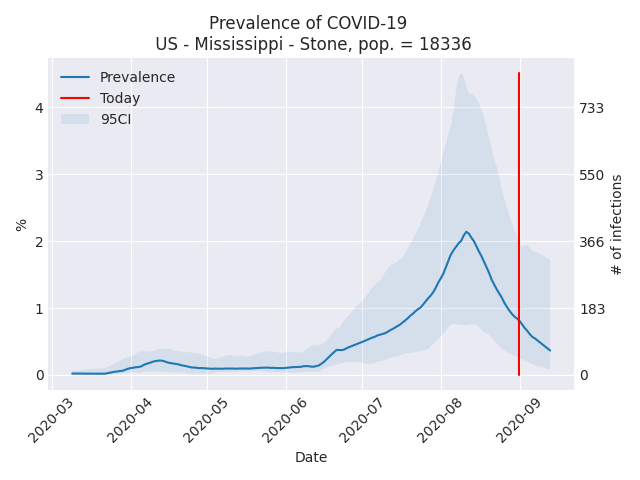 Prevalence of COVID-19
US - Mississippi - Stone, pop. = 18336
Prevalence
Today
95CI
%
4
3
2
1
0
# of infections
733
550
366
183
0
2020-03
2020-04
2020-05
2020-06
2020-07
2020-08
2020-09
Date